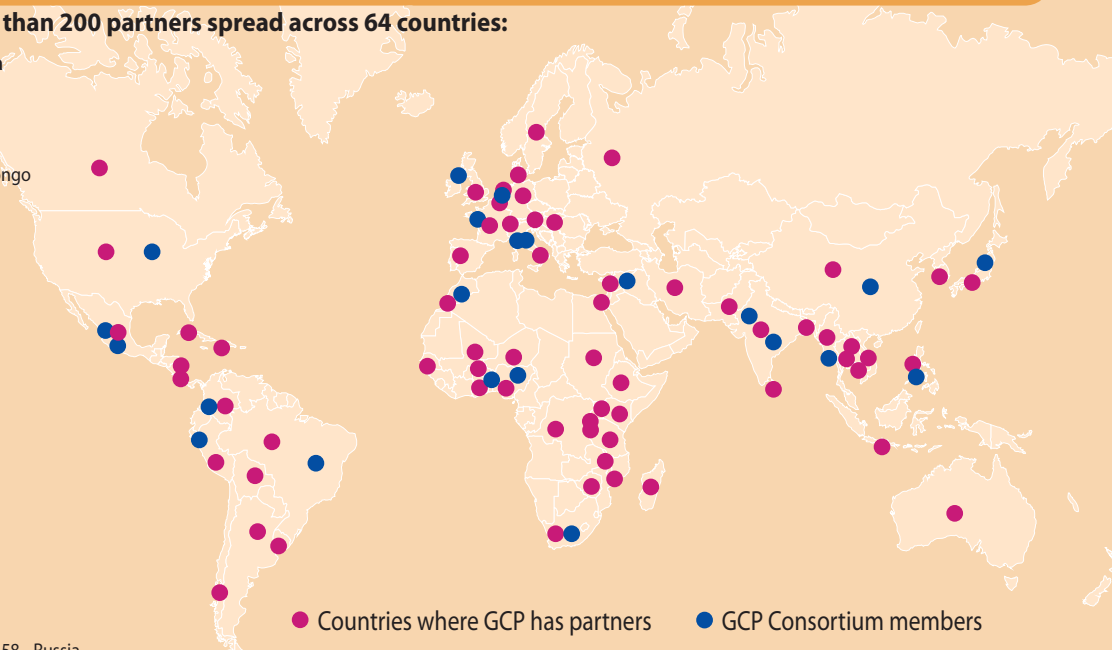 than 200 partners spread across 64 countries:
ngo
Countries where GCP has partners
GCP Consortium members
58 Russia